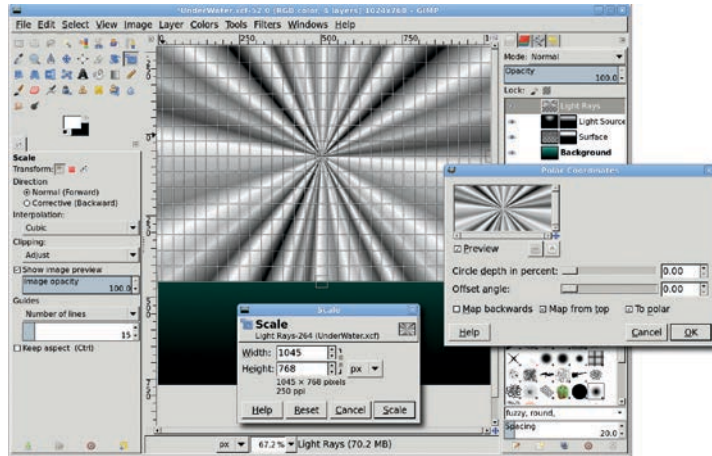 *UnderWater.xcf-52.0 (RGB color, 6 layers) 1024x768 – GIMP
File Edit Select View Image Layer Colors Tools Filters Windows Help
250 500 750
Mode: Normal
Opacity 100.0
Lock:
Light Rays
Light Source
Surface
Background
Scale
Transform:
Direction
Normal (Forward)
Corrective (Backward)
Interpolation:
Cubic
Clipping:
Adjust
Show image preview
Image opacity 100.0
Guides
Number of lines
15
Keep aspect (Ctrl)
Polar Coordinates
Preview
Circle depth in percent: 0.00
Offset angle: 0.00
Map backwards Map from top To polar
Help Cancel OK
Scale
Scale
Light Rays-264 (UnderWater.xcf)
Width: 1045
Height: 768 px
1045 × 768 pixels
250 ppi
Help Reset Cancel Scale
fuzzy, round,
Spacing 20.0
px 67.2% Light Rays (70.2 MB)